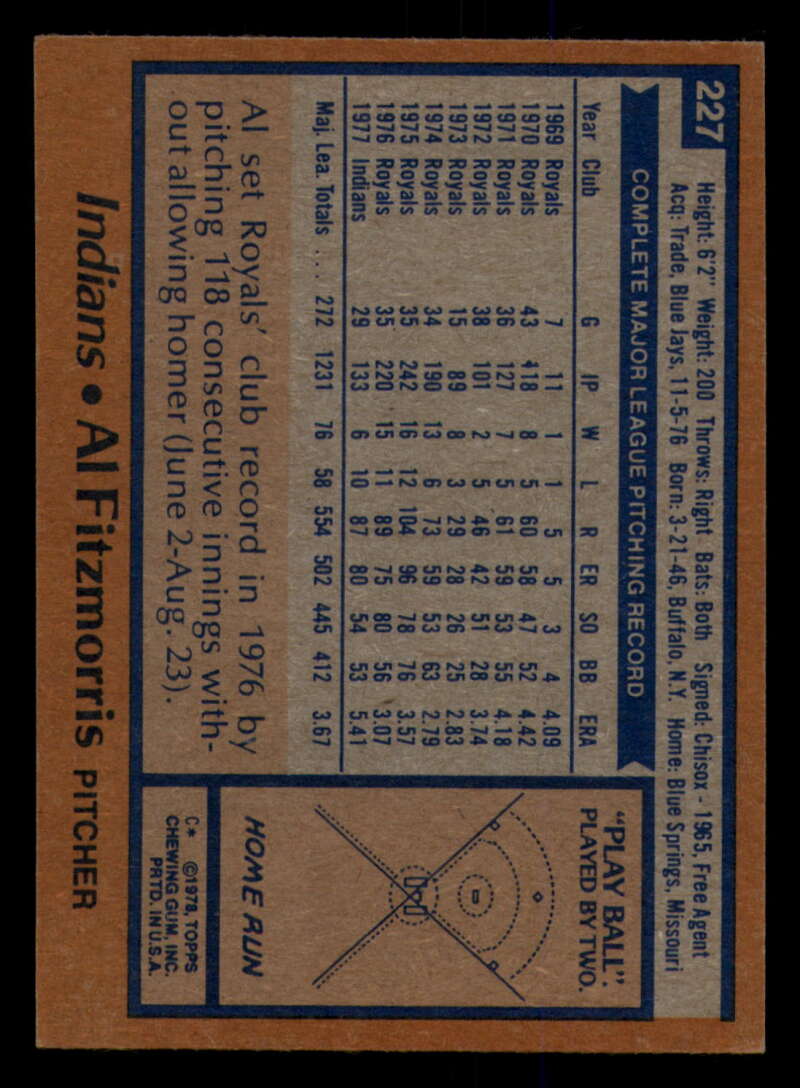 227
Height: 6'2" Weight: 200 Throws: Right Bats: Both Signed: Chisox - 1965, Free Agent
Acq: Trade, Blue Jays, 11-5-76 Born: 3-21-46, Buffalo, N.Y. Home: Blue Springs, Missouri
COMPLETE MAJOR LEAGUE PITCHING RECORD
Year Club G IP W L R ER SO BB ERA
1969 Royals 7 11 1 1 5 5 3 4 4.09
1970 Royals 43 118 8 5 60 58 47 52 4.42
1971 Royals 36 127 7 5 61 59 53 55 4.18
1972 Royals 38 101 2 5 46 42 51 28 3.74
1973 Royals 15 89 8 3 29 28 26 25 2.83
1974 Royals 34 190 13 6 73 59 53 63 2.79
1975 Royals 35 242 16 12 104 96 78 76 3.57
1976 Royals 35 220 15 11 89 75 80 56 3.07
1977 Indians 29 133 6 10 87 80 54 53 5.41
Maj. Lea. Totals . . . 272 1231 76 58 554 502 445 412 3.67
Al set Royals' club record in 1976 by
pitching 118 consecutive innings with-
out allowing homer (June 2-Aug. 23).
"PLAY BALL":
PLAYED BY TWO.
HOME RUN
C* ©1978, TOPPS
CHEWING GUM, INC.
PRTD. IN U.S.A.
Indians • Al Fitzmorris PITCHER